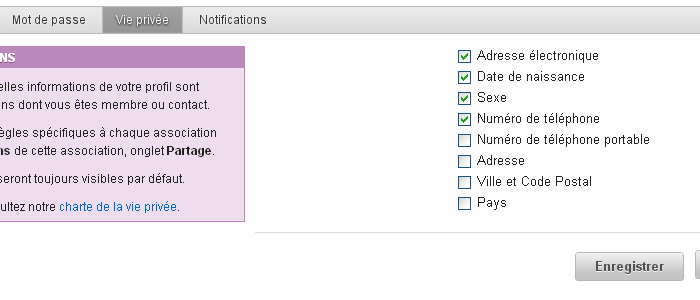 Mot de passe Vie privée Notifications
NS
elles informations de votre profil sont
ns dont vous êtes membre ou contact.
ègles spécifiques à chaque association
ns de cette association, onglet Partage.
seront toujours visibles par défaut.
ultez notre charte de la vie privée.
Adresse électronique
Date de naissance
Sexe
Numéro de téléphone
Numéro de téléphone portable
Adresse
Ville et Code Postal
Pays
Enregistrer